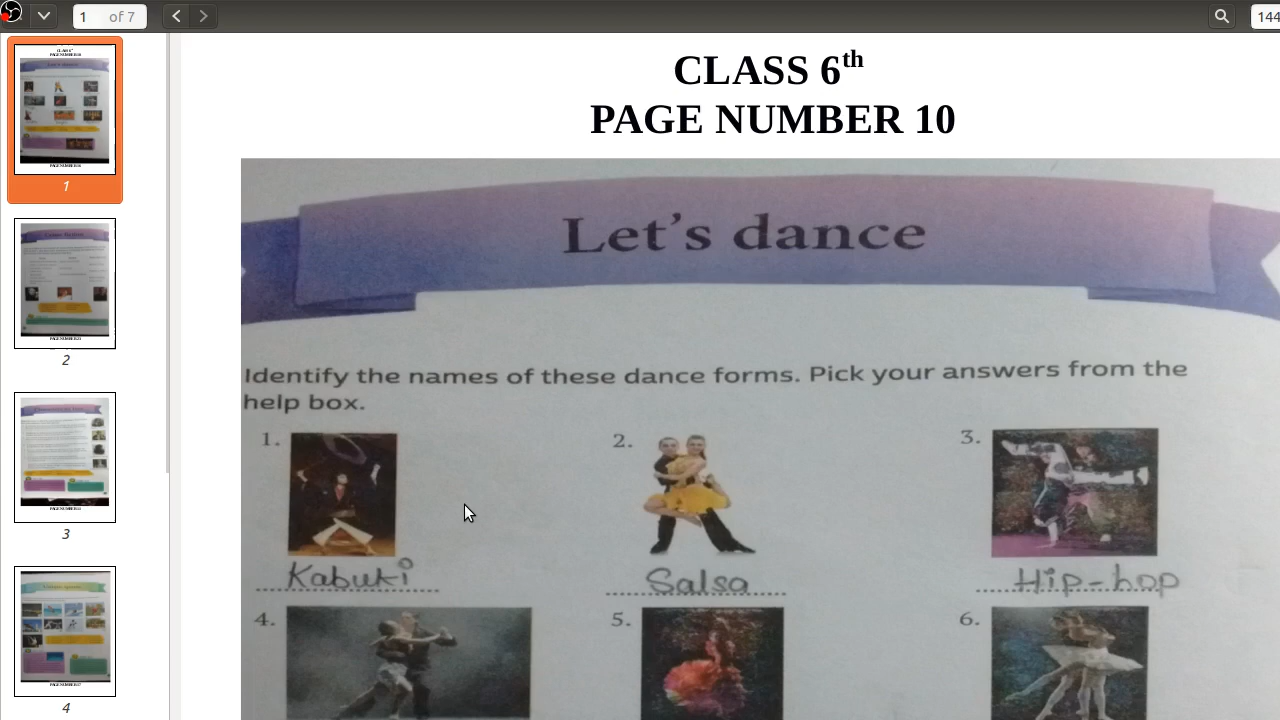 1 of 7
144
CLASS 6th
PAGE NUMBER 10
Let's dance
Identify the names of these dance forms. Pick your answers from the
help box.
1. 2. 3.
Kabuki Salsa Hip-hop
4. 5. 6.
1
2
3
4